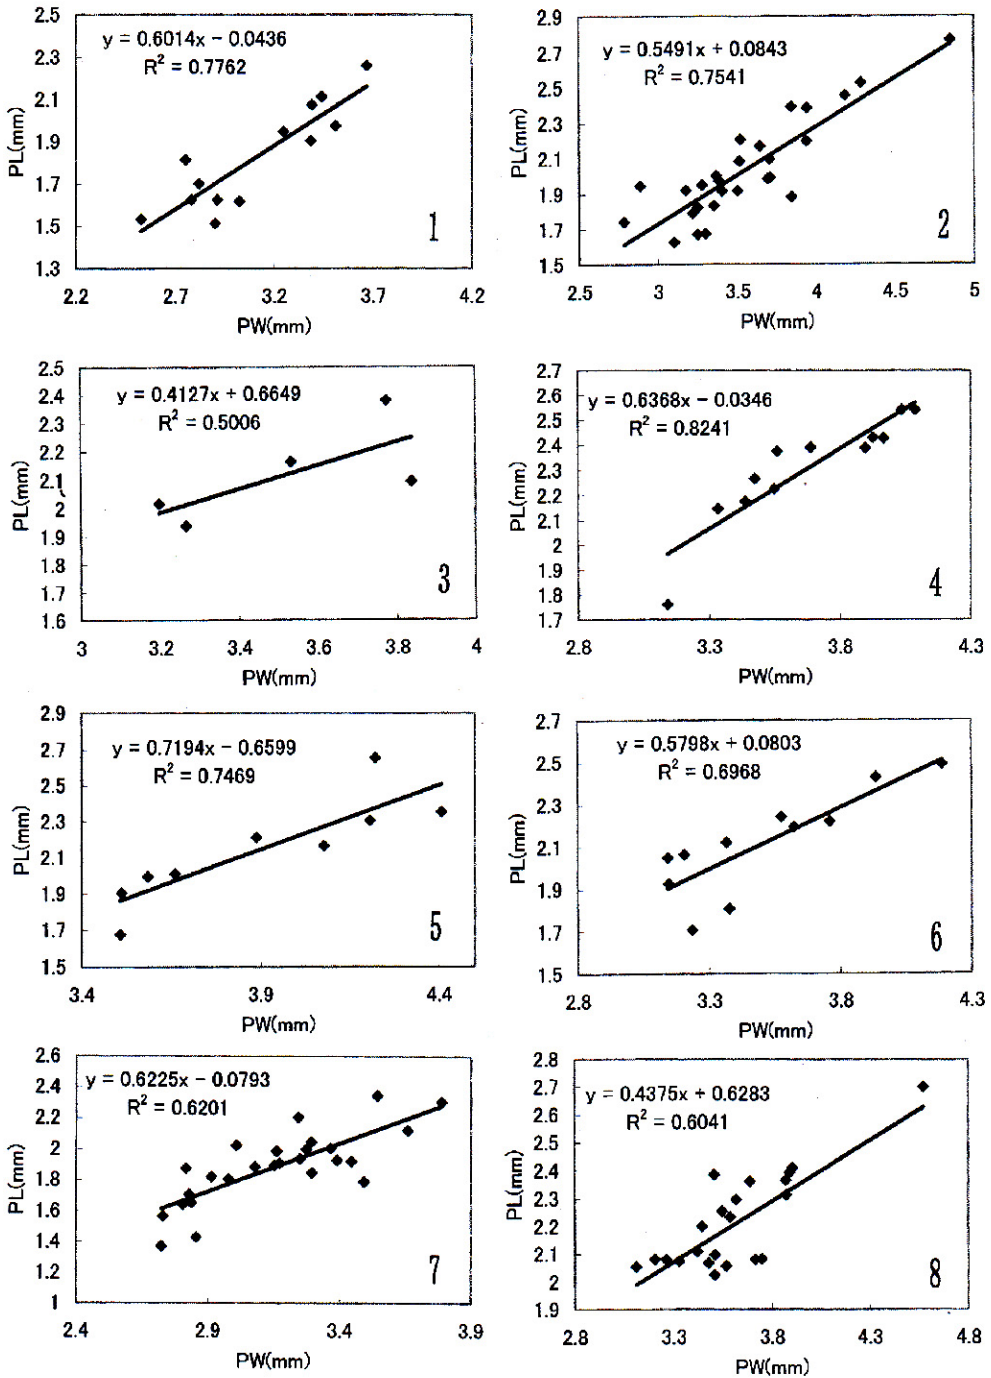 2.5
2.3
2.1
1.9
1.7
1.5
1.3
PL(mm)
y = 0.6014x − 0.0436
R² = 0.7762
1
2.2 2.7 3.2 3.7 4.2
PW(mm)
2.9
2.7
2.5
2.3
2.1
1.9
1.7
1.5
PL(mm)
y = 0.5491x + 0.0843
R² = 0.7541
2
2.5 3 3.5 4 4.5 5
PW(mm)
2.5
2.4
2.3
2.2
2.1
2
1.9
1.8
1.7
1.6
PL(mm)
y = 0.4127x + 0.6649
R² = 0.5006
3
3 3.2 3.4 3.6 3.8 4
PW(mm)
2.7
2.6
2.5
2.4
2.3
2.2
2.1
2
1.9
1.8
1.7
PL(mm)
y = 0.6368x − 0.0346
R² = 0.8241
4
2.8 3.3 3.8 4.3
PW(mm)
2.9
2.7
2.5
2.3
2.1
1.9
1.7
1.5
PL(mm)
y = 0.7194x − 0.6599
R² = 0.7469
5
3.4 3.9 4.4
PW(mm)
2.7
2.5
2.3
2.1
1.9
1.7
1.5
PL(mm)
y = 0.5798x + 0.0803
R² = 0.6968
6
2.8 3.3 3.8 4.3
PW(mm)
2.6
2.4
2.2
2
1.8
1.6
1.4
1.2
1
PL(mm)
y = 0.6225x − 0.0793
R² = 0.6201
7
2.4 2.9 3.4 3.9
PW(mm)
2.8
2.7
2.6
2.5
2.4
2.3
2.2
2.1
2
1.9
PL(mm)
y = 0.4375x + 0.6283
R² = 0.6041
8
2.8 3.3 3.8 4.3 4.8
PW(mm)